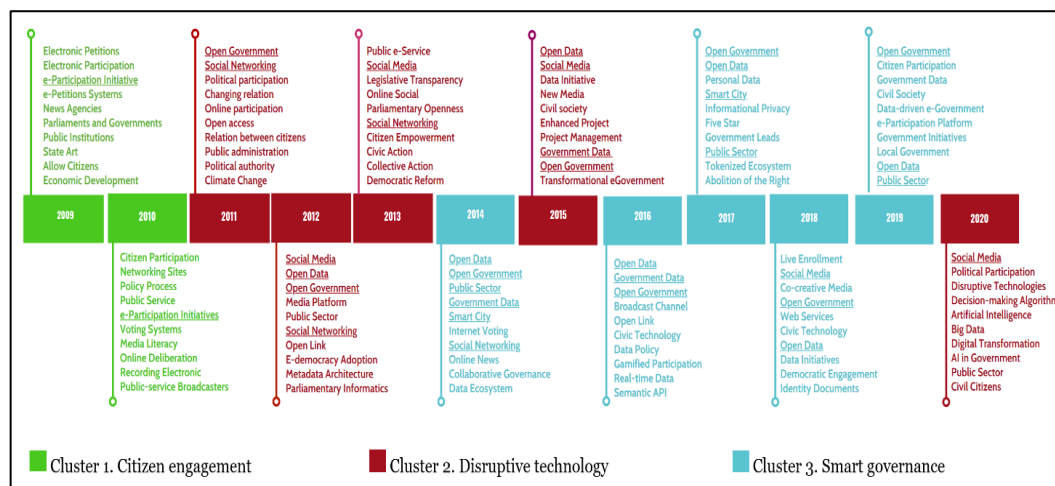 Electronic Petitions
Electronic Participation
e-Participation Initiative
e-Petitions Systems
News Agencies
Parliaments and Governments
Public Institutions
State Art
Allow Citizens
Economic Development
Open Government
Social Networking
Political participation
Changing relation
Online participation
Open access
Relation between citizens
Public administration
Political authority
Climate Change
Public e-Service
Social Media
Legislative Transparency
Online Social
Parliamentary Openness
Social Networking
Citizen Empowerment
Civic Action
Collective Action
Democratic Reform
Open Data
Social Media
Data Initiative
New Media
Civil society
Enhanced Project
Project Management
Government Data
Open Government
Transformational eGovernment
Open Government
Open Data
Personal Data
Smart City
Informational Privacy
Five Star
Government Leads
Public Sector
Tokenized Ecosystem
Abolition of the Right
Open Government
Citizen Participation
Government Data
Civil Society
Data-driven e-Government
e-Participation Platform
Government Initiatives
Local Government
Open Data
Public Sector
2009 2010 2011 2012 2013 2014 2015 2016 2017 2018 2019 2020
Citizen Participation
Networking Sites
Policy Process
Public Service
e-Participation Initiatives
Voting Systems
Media Literacy
Online Deliberation
Recording Electronic
Public-service Broadcasters
Social Media
Open Data
Open Government
Media Platform
Public Sector
Social Networking
Open Link
E-democracy Adoption
Metadata Architecture
Parliamentary Informatics
Open Data
Open Government
Public Sector
Government Data
Smart City
Internet Voting
Social Networking
Online News
Collaborative Governance
Data Ecosystem
Open Data
Government Data
Open Government
Broadcast Channel
Open Link
Civic Technology
Data Policy
Gamified Participation
Real-time Data
Semantic API
Live Enrollment
Social Media
Co-creative Media
Open Government
Web Services
Civic Technology
Open Data
Data Initiatives
Democratic Engagement
Identity Documents
Social Media
Political Participation
Disruptive Technologies
Decision-making Algorithm
Artificial Intelligence
Big Data
Digital Transformation
AI in Government
Public Sector
Civil Citizens
Cluster 1. Citizen engagement
Cluster 2. Disruptive technology
Cluster 3. Smart governance